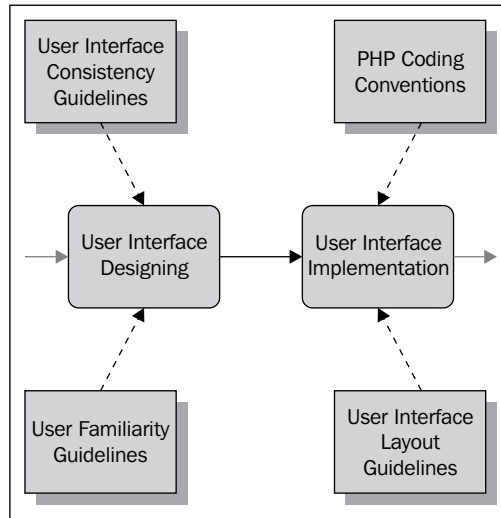 User Interface
Consistency
Guidelines
PHP Coding
Conventions
User Interface
Designing
User Interface
Implementation
User Familiarity
Guidelines
User Interface
Layout
Guidelines